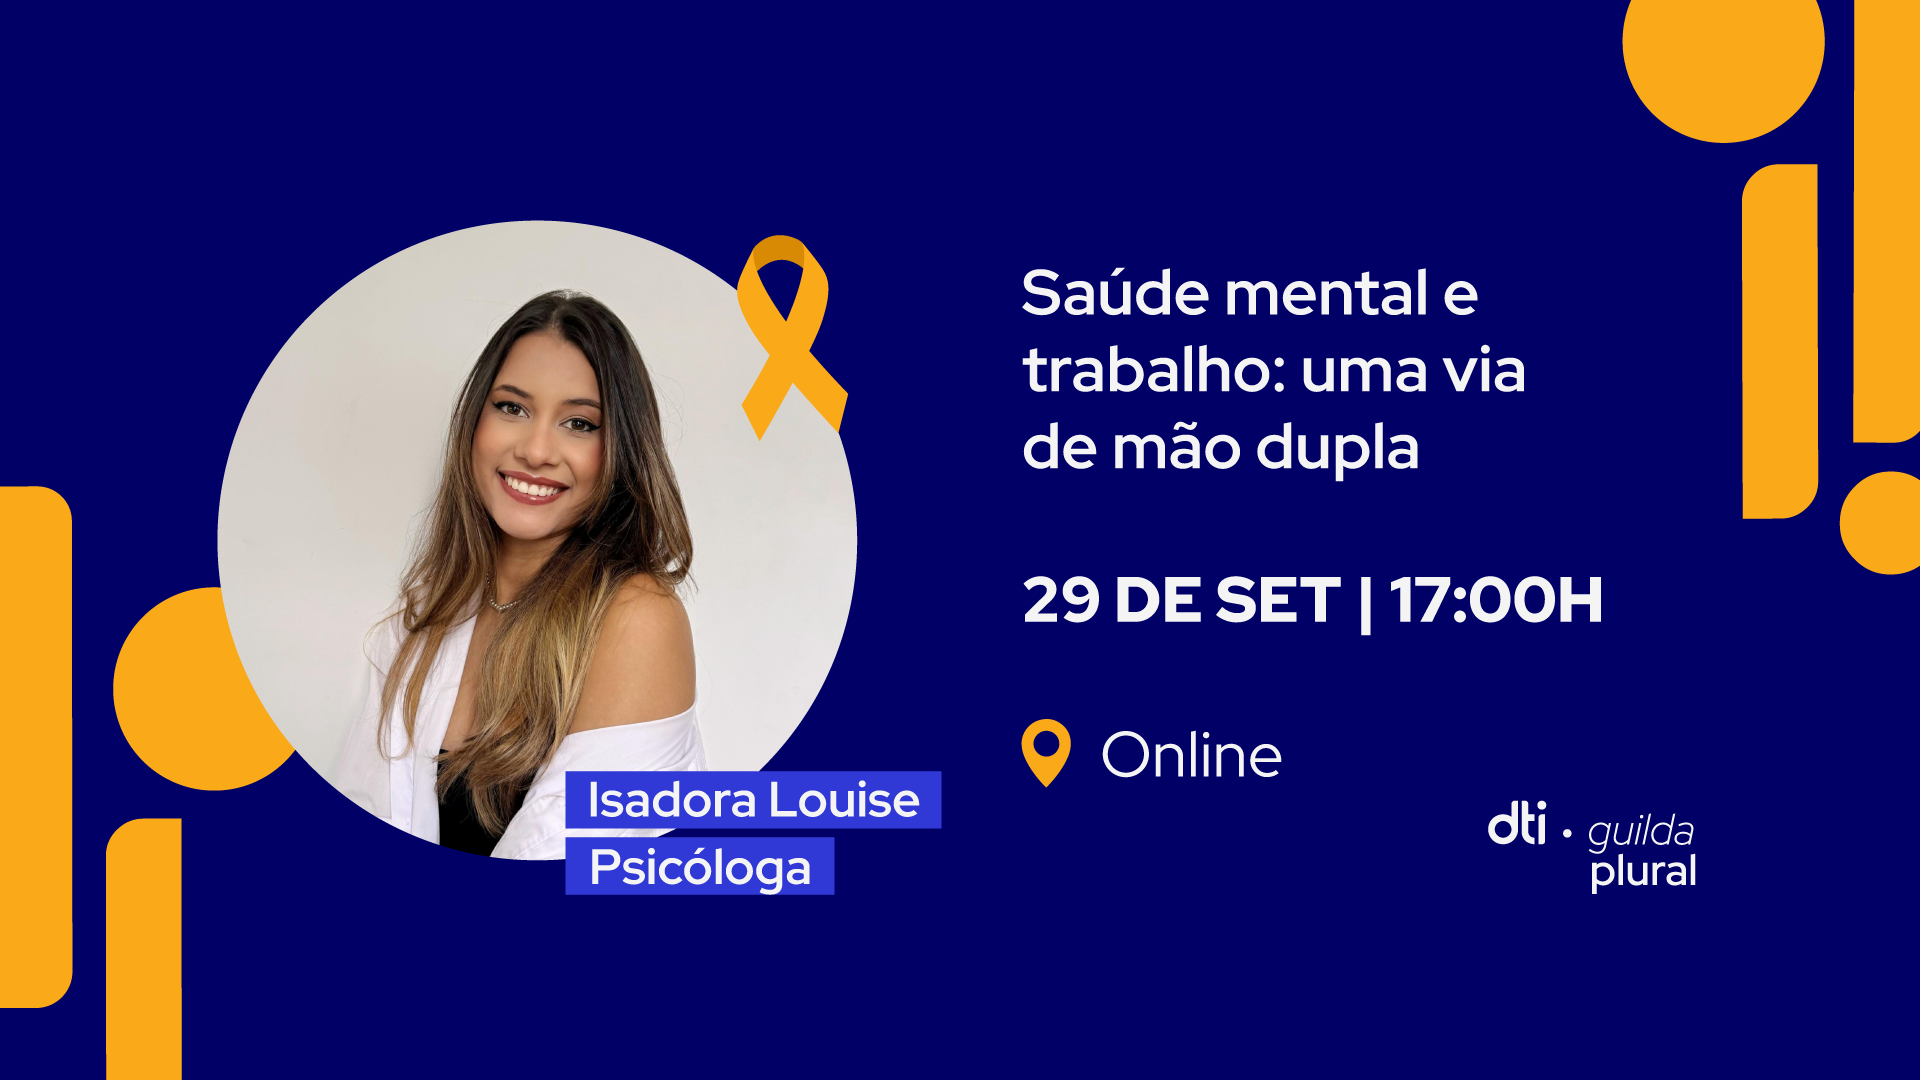 Saúde mental e
trabalho: uma via
de mão dupla
29 DE SET | 17:00H
Online
Isadora Louise
Psicóloga
dti • guilda
plural